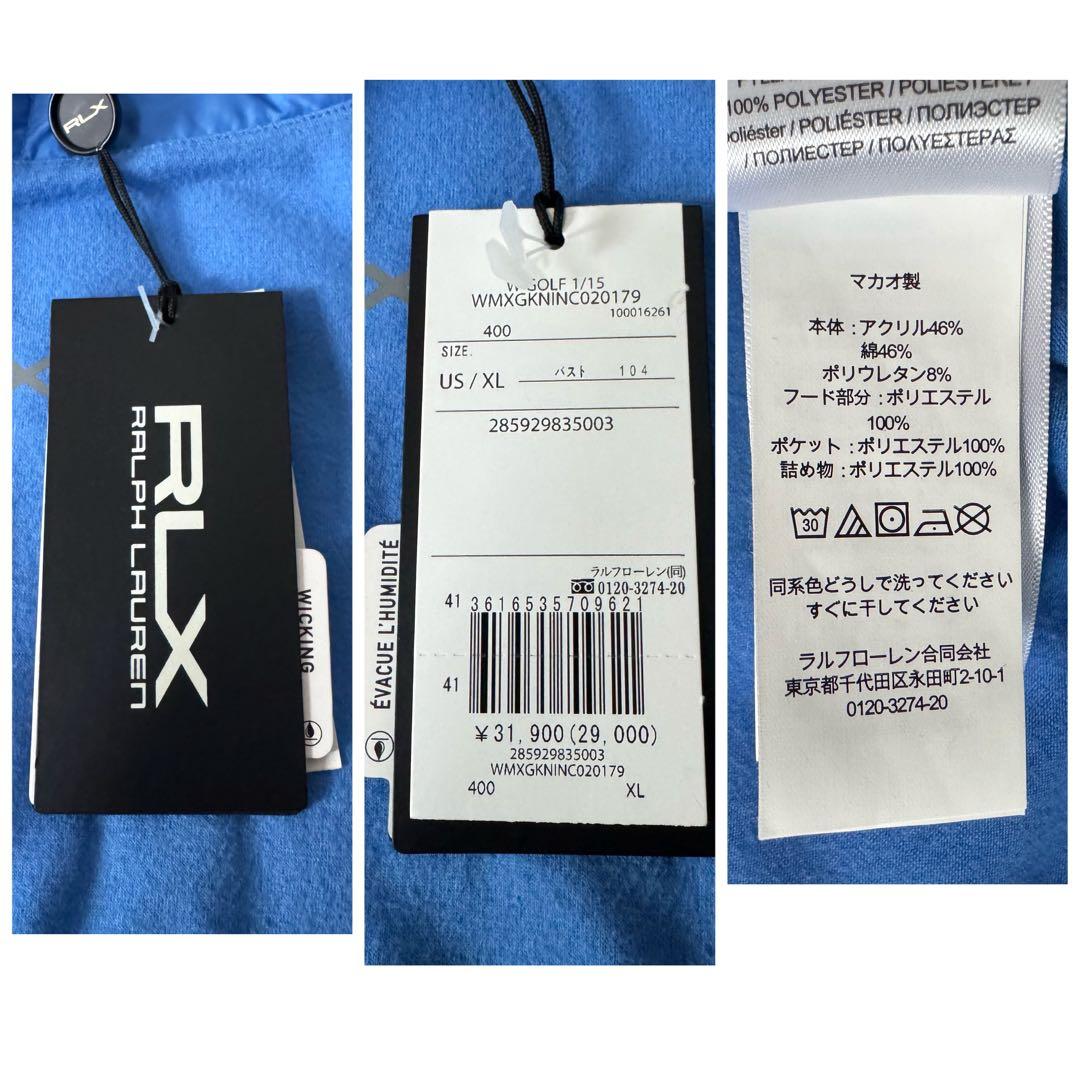 RLX
RLX
RALPH LAUREN
WICKING
W GOLF 1/15
WMXGKNINC020179
100016261
400
SIZE.
US / XL バスト 104
285929835003
ラルフローレン(同)
0120-3274-20
41 3616535709621
41
¥31,900(29,000)
285929835003
WMXGKNINC020179
400 XL
ÉVACUE L'HUMIDITÉ
100% POLYESTER / POLIESTERE /
poliéster / POLIÉSTER / ПОЛИЭСТЕР
/ ПОЛИЕСТЕР / ΠΟΛΥΕΣΤΕΡΑΣ
マカオ製
本体 : アクリル46%
綿46%
ポリウレタン8%
フード部分 : ポリエステル
100%
ポケット : ポリエステル100%
詰め物 : ポリエステル100%
30
同系色どうしで洗ってください
すぐに干してください
ラルフローレン合同会社
東京都千代田区永田町2-10-1
0120-3274-20